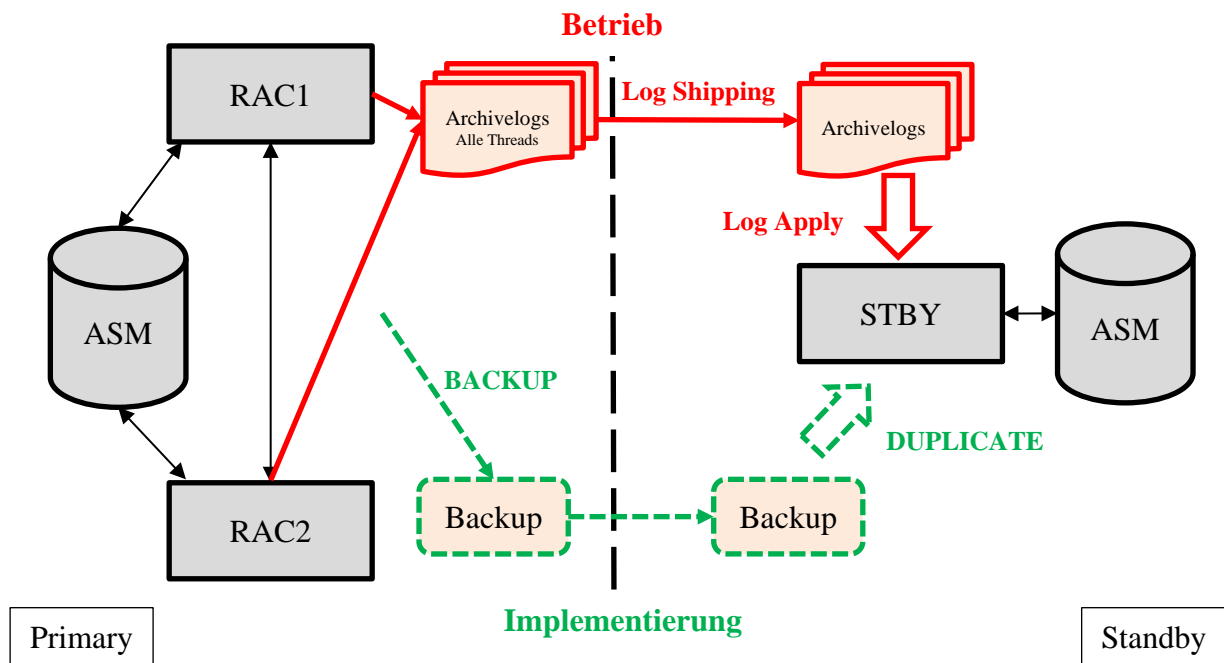 Betrieb
RAC1
Archivelogs
Alle Threads
Log Shipping
Archivelogs
Log Apply
ASM
STBY
ASM
BACKUP
DUPLICATE
RAC2
Backup
Backup
Implementierung
Primary
Standby